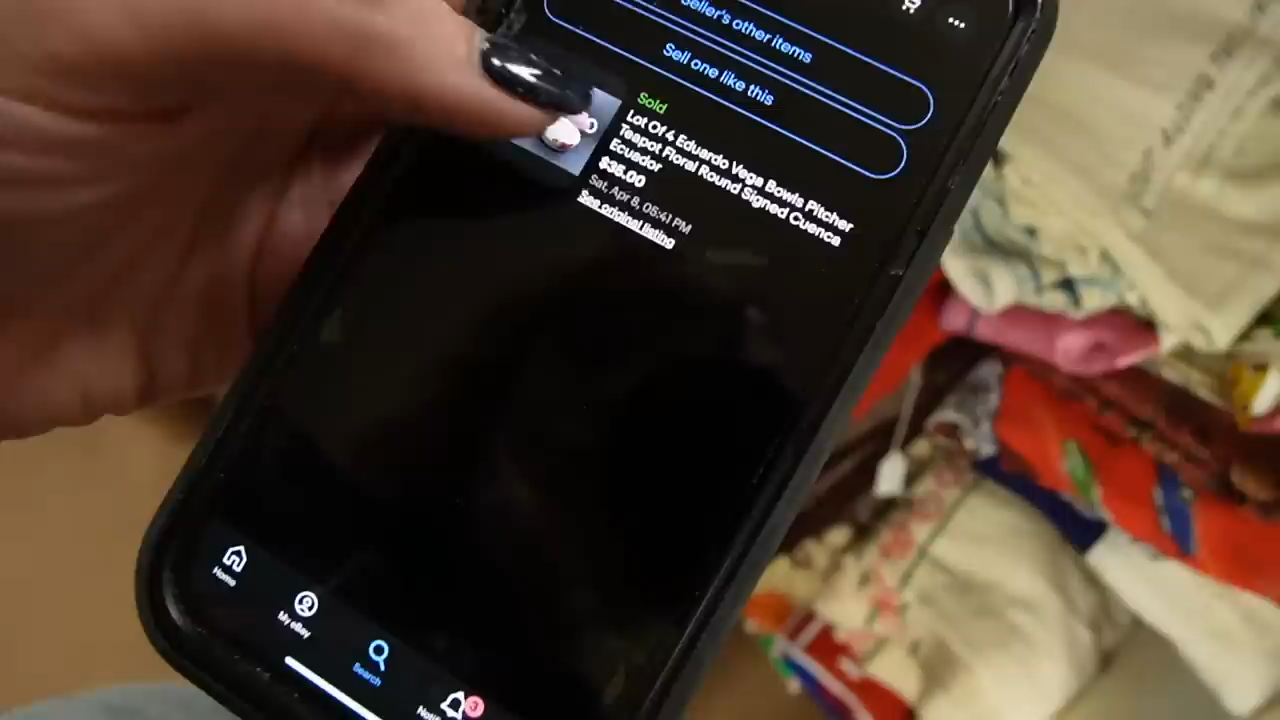 Seller's other items
Sell one like this
Sold
Lot Of 4 Eduardo Vega Bowls Pitcher
Teapot Floral Round Signed Cuenca
Ecuador
$35.00
Sat, Apr 8, 05:41 PM
See original listing
Home
My eBay
Search
Notifi
3